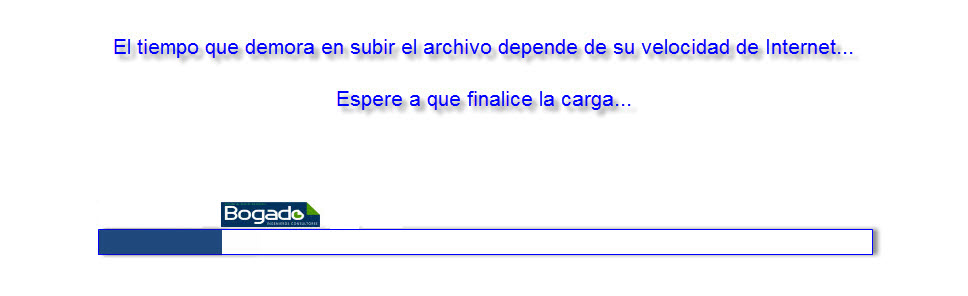 El tiempo que demora en subir el archivo depende de su velocidad de Internet...
Espere a que finalice la carga...
Bogado
INGENIEROS CONSULTORES